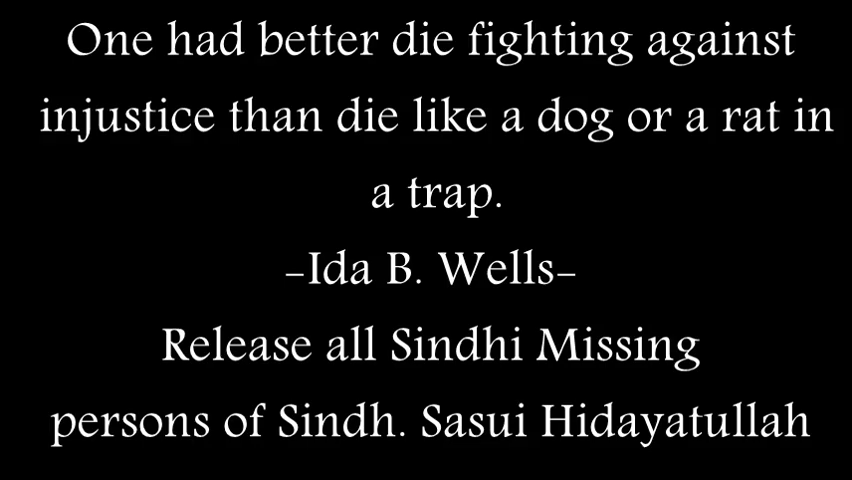 One had better die fighting against
injustice than die like a dog or a rat in
a trap.
-Ida B. Wells-
Release all Sindhi Missing
persons of Sindh. Sasui Hidayatullah